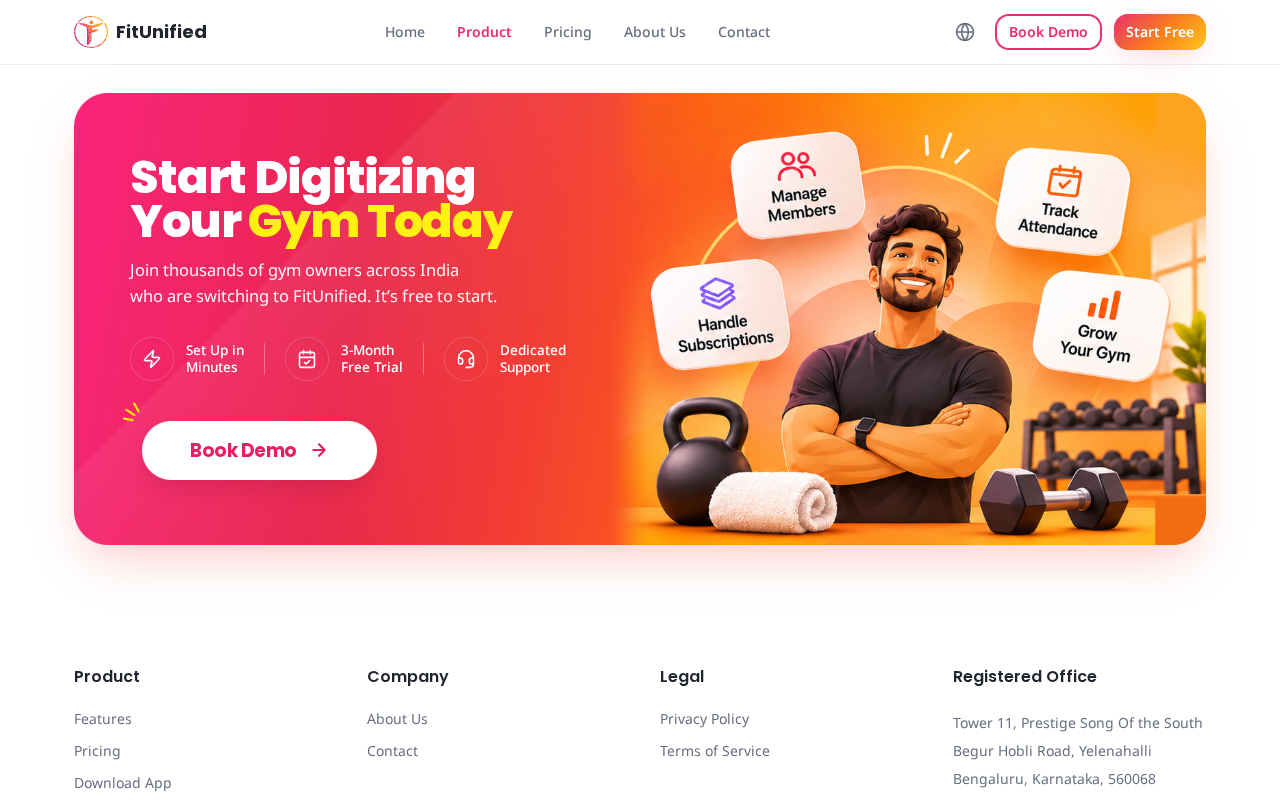 FitUnified
Home
Product
Pricing
About Us
Contact
Book Demo
Start Free
Start Digitizing
Your Gym Today
Join thousands of gym owners across India
who are switching to FitUnified. It’s free to start.
Set Up in
Minutes
3-Month
Free Trial
Dedicated
Support
Book Demo
Manage
Members
Track
Attendance
Handle
Subscriptions
Grow
Your Gym
Product
Features
Pricing
Download App
Company
About Us
Contact
Legal
Privacy Policy
Terms of Service
Registered Office
Tower 11, Prestige Song Of the South
Begur Hobli Road, Yelenahalli
Bengaluru, Karnataka, 560068